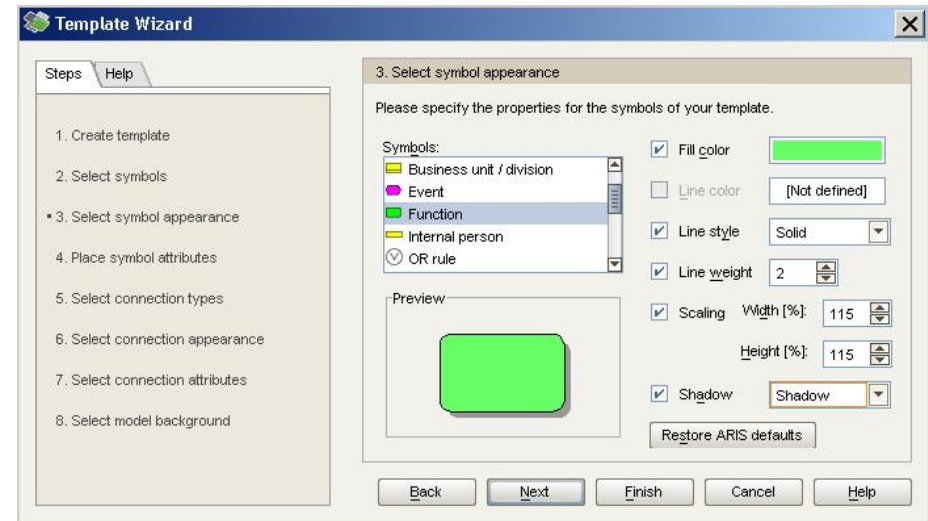 Template Wizard
Steps Help
1. Create template
2. Select symbols
3. Select symbol appearance
4. Place symbol attributes
5. Select connection types
6. Select connection appearance
7. Select connection attributes
8. Select model background
3. Select symbol appearance
Please specify the properties for the symbols of your template.
Symbols:
Business unit / division
Event
Function
Internal person
OR rule
Preview
Fill color
Line color [Not defined]
Line style Solid
Line weight 2
Scaling Width [%]: 115
Height [%]: 115
Shadow Shadow
Restore ARIS defaults
Back Next Finish Cancel Help